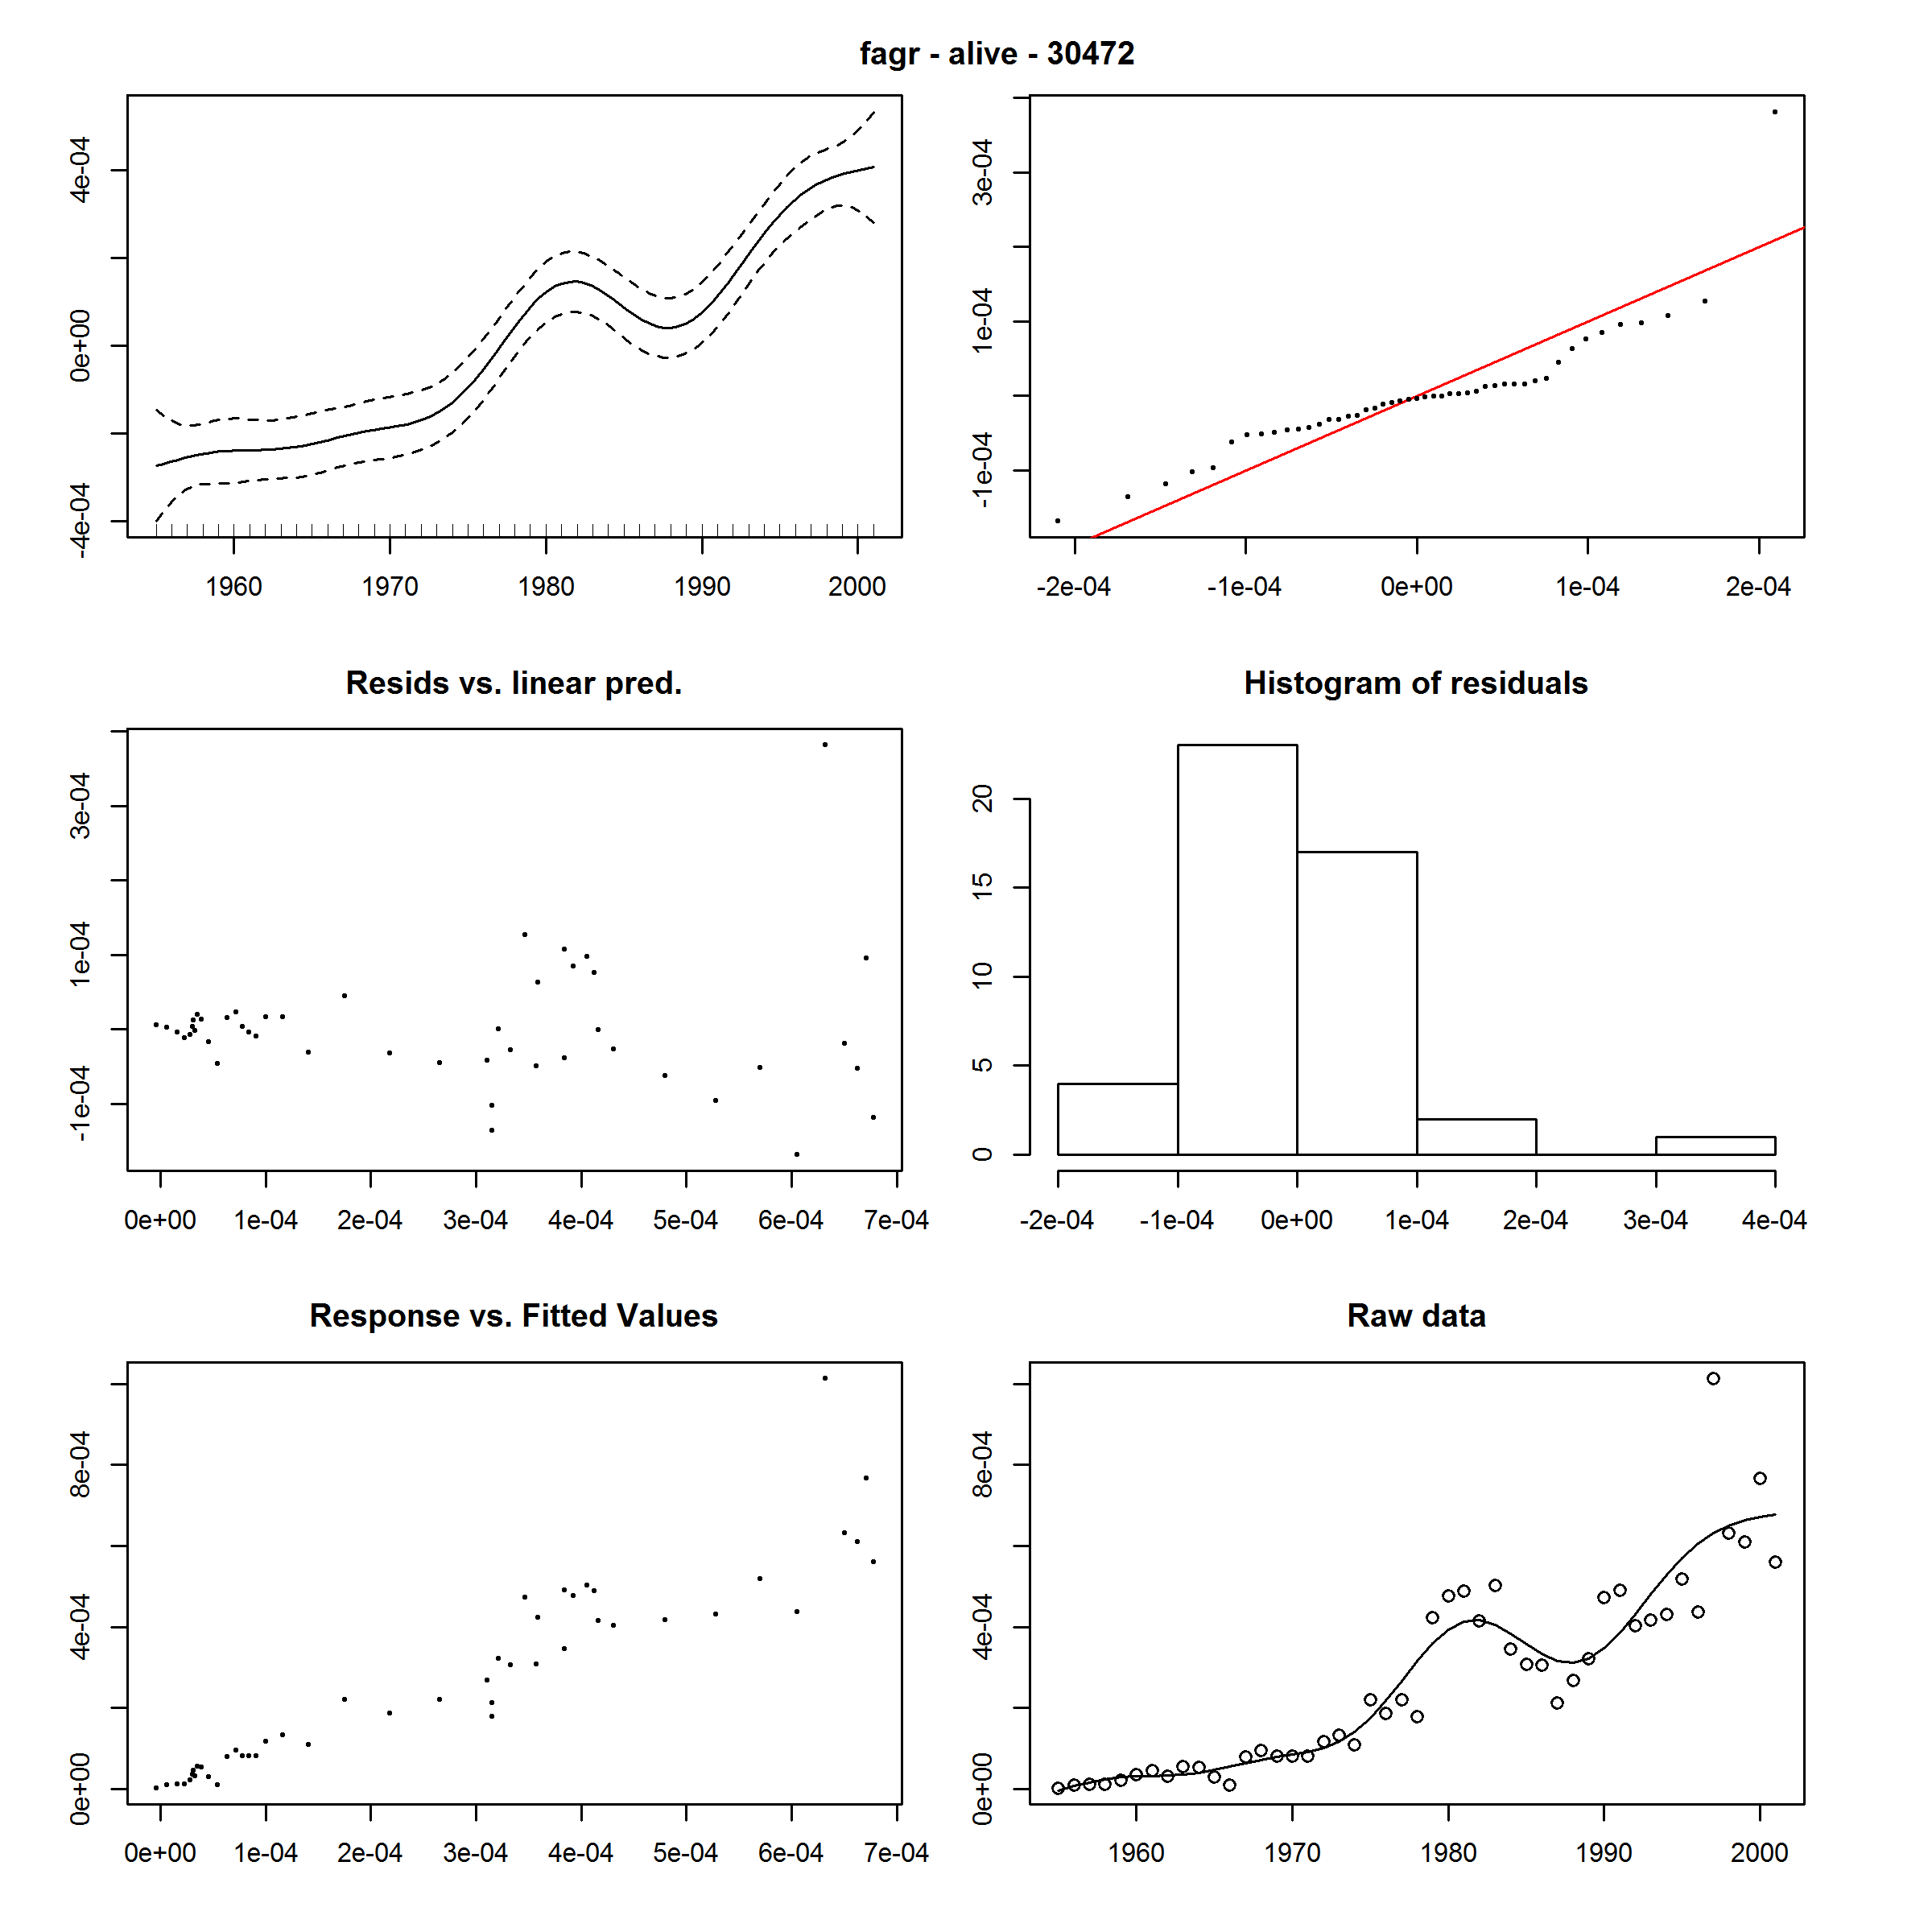 fagr - alive - 30472
4e-04
0e+00
-4e-04
1960 1970 1980 1990 2000
3e-04
1e-04
-1e-04
-2e-04 -1e-04 0e+00 1e-04 2e-04
Resids vs. linear pred.
3e-04
1e-04
-1e-04
0e+00 1e-04 2e-04 3e-04 4e-04 5e-04 6e-04 7e-04
Histogram of residuals
20
15
10
5
0
-2e-04 -1e-04 0e+00 1e-04 2e-04 3e-04 4e-04
Response vs. Fitted Values
8e-04
4e-04
0e+00
0e+00 1e-04 2e-04 3e-04 4e-04 5e-04 6e-04 7e-04
Raw data
8e-04
4e-04
0e+00
1960 1970 1980 1990 2000